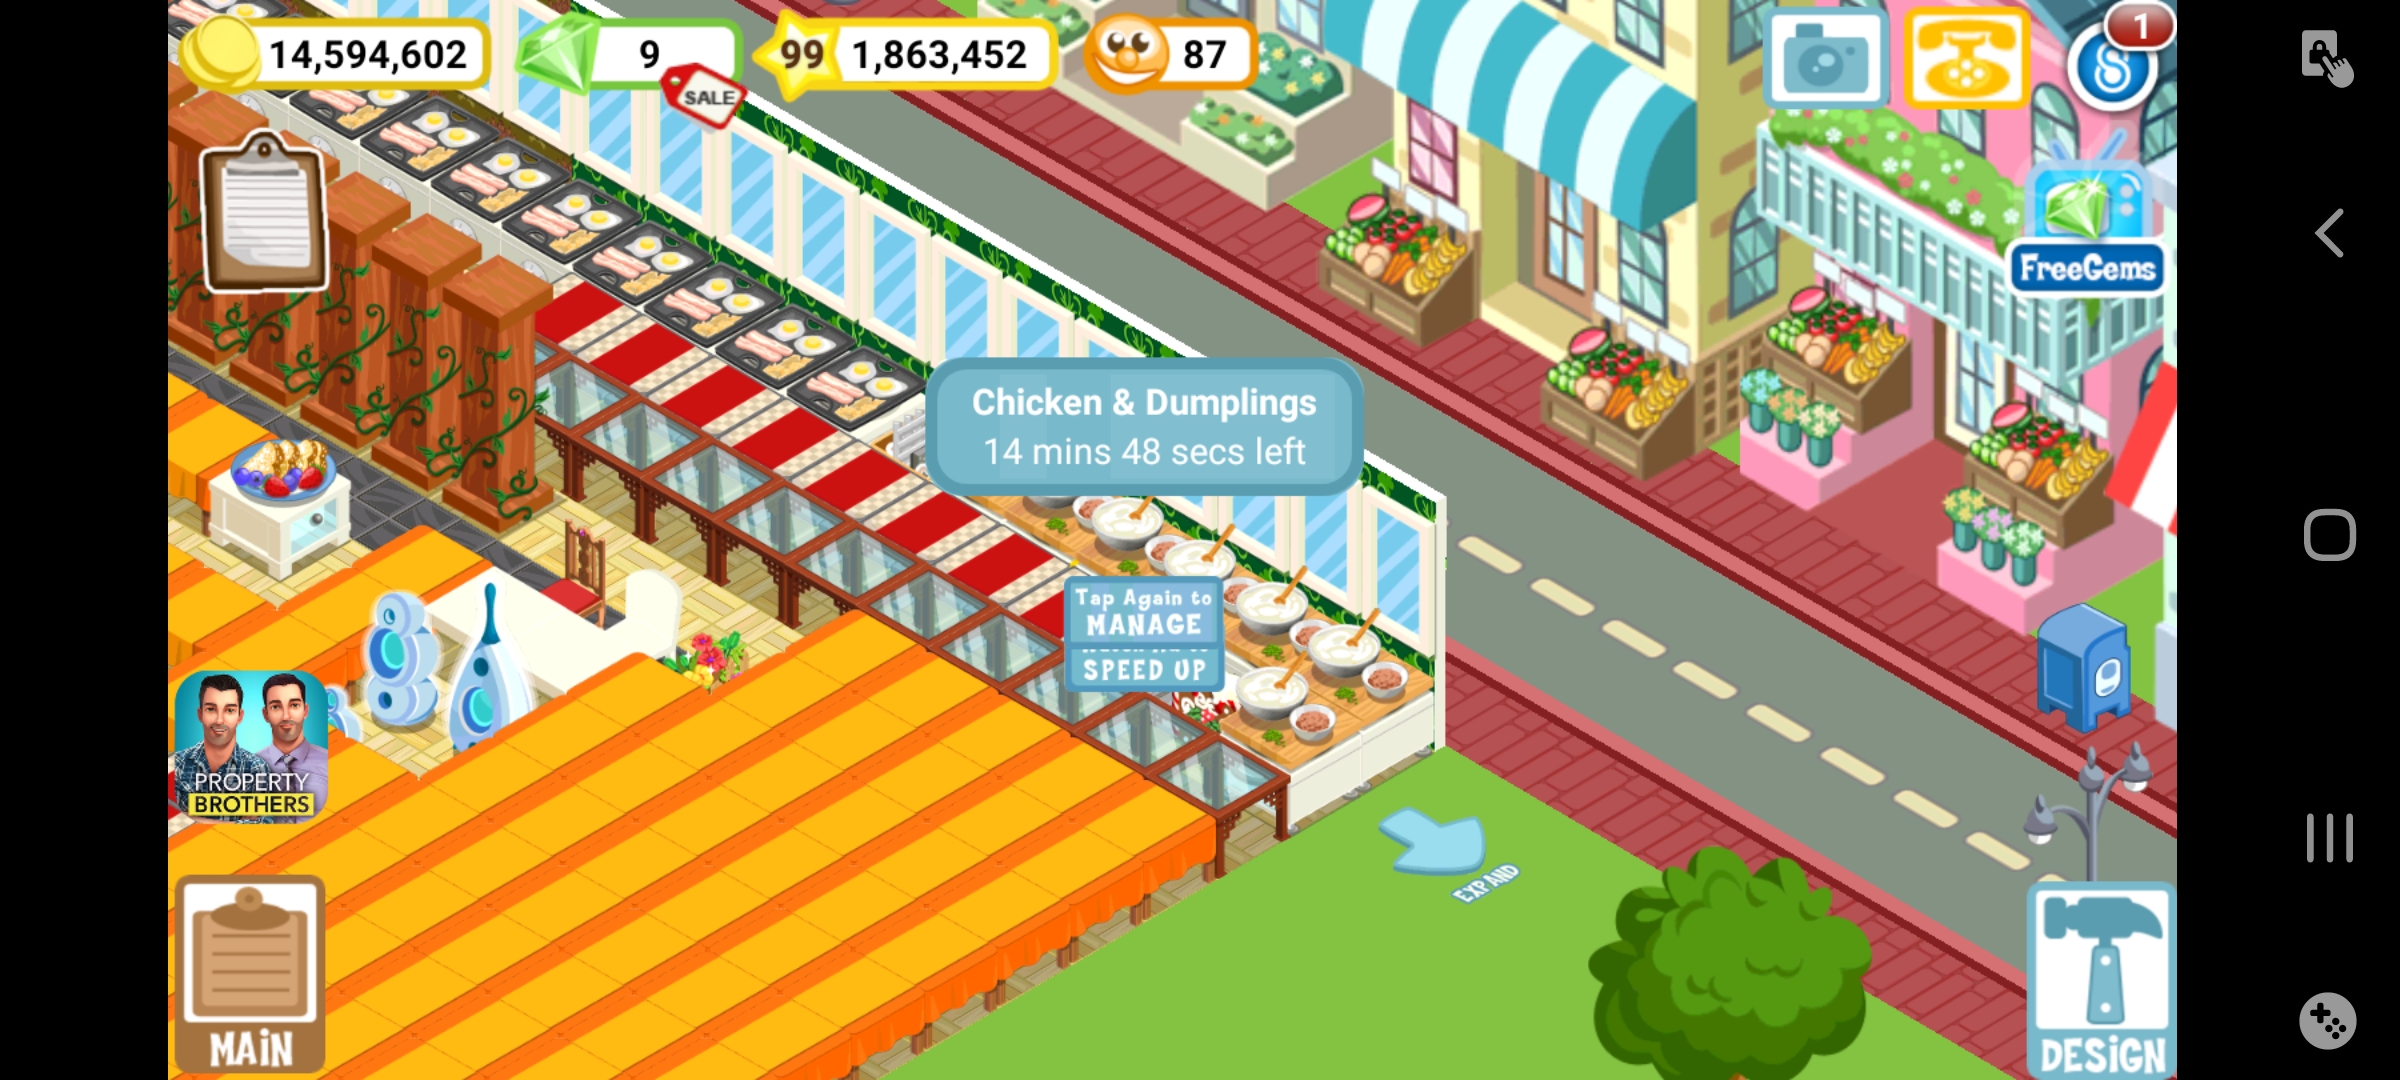 14,594,602
9
SALE
99
1,863,452
87
1
FreeGems
Chicken & Dumplings
14 mins 48 secs left
Tap Again to
MANAGE
SPEED UP
PROPERTY
BROTHERS
EXPAND
MAiN
DESiGN